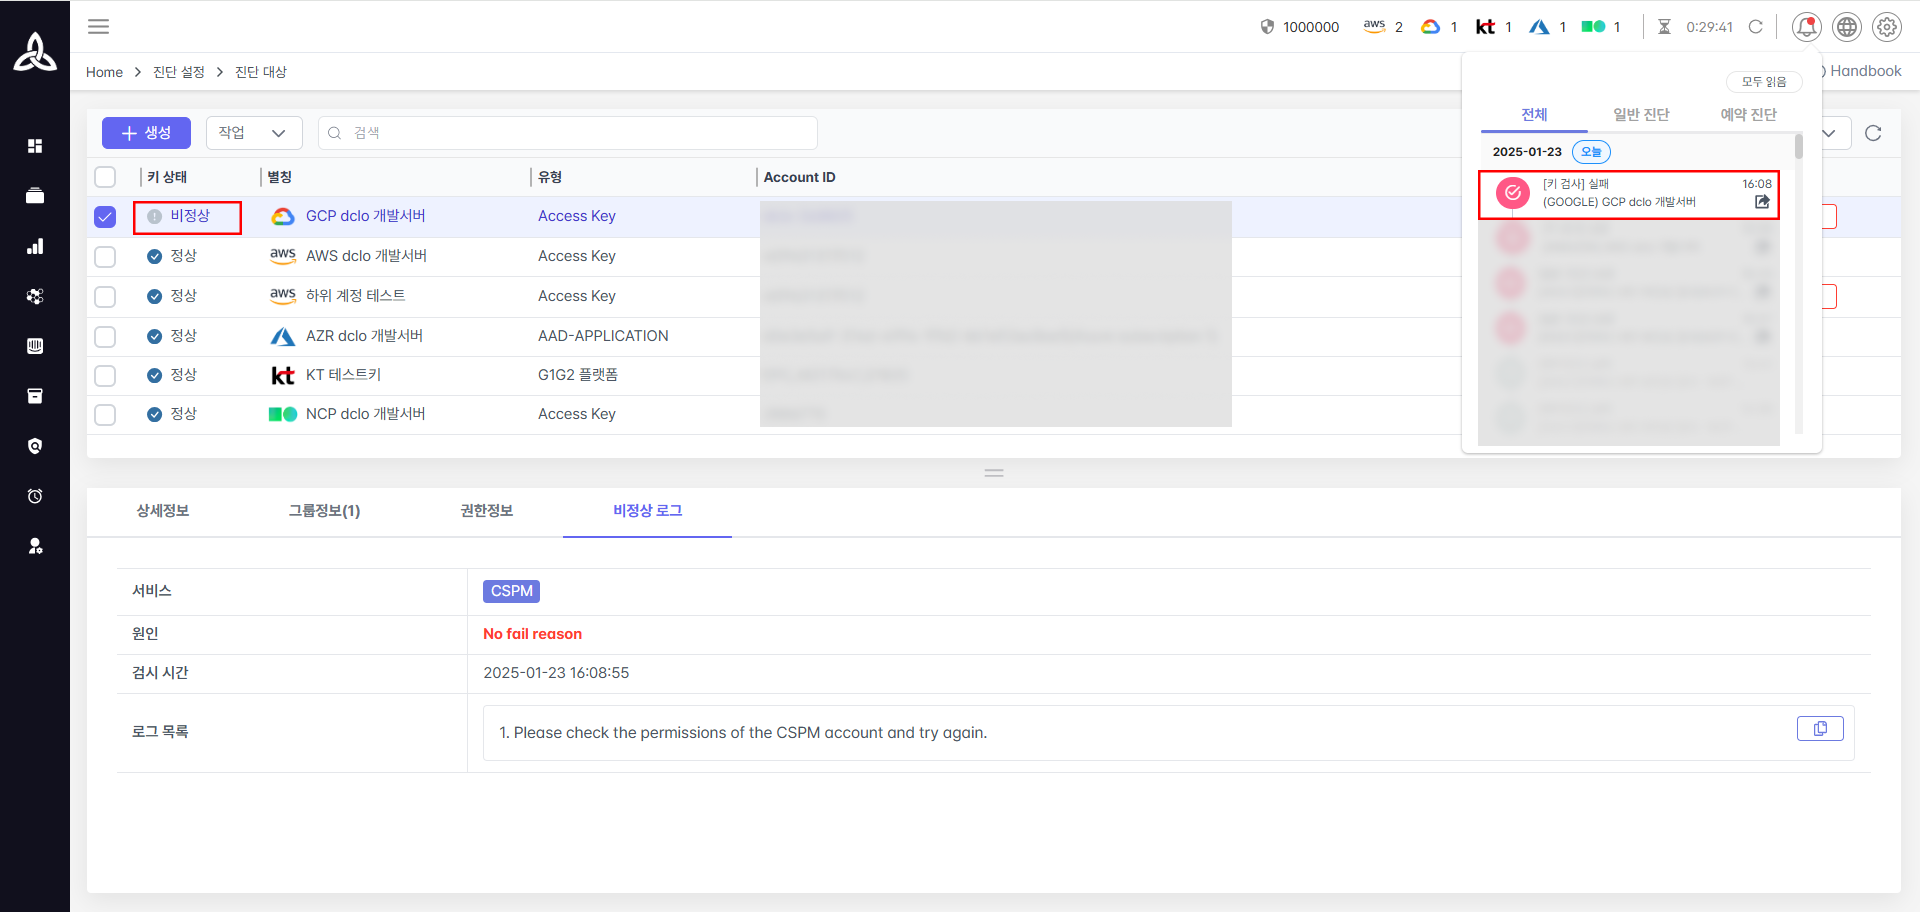 1000000
aws 2
1
kt 1
1
1
0:29:41
Home > 진단 설정 > 진단 대상
Handbook
모두 읽음
전체
일반 진단
예약 진단
2025-01-23 오늘
[키 검사] 실패 16:08
(GOOGLE) GCP dclo 개발서버
생성
작업
검색
키 상태 별칭 유형 Account ID
비정상 GCP dclo 개발서버 Access Key
정상 aws AWS dclo 개발서버 Access Key
정상 aws 하위 계정 테스트 Access Key
정상 AZR dclo 개발서버 AAD-APPLICATION
정상 kt KT 테스트키 G1G2 플랫폼
정상 NCP dclo 개발서버 Access Key
상세정보
그룹정보(1)
권한정보
비정상 로그
서비스 CSPM
원인 No fail reason
검시 시간 2025-01-23 16:08:55
로그 목록 1. Please check the permissions of the CSPM account and try again.